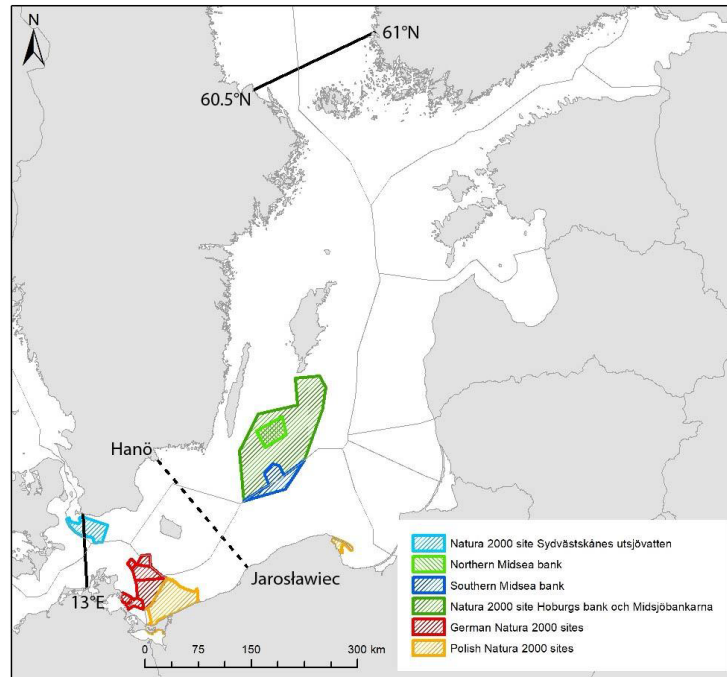 N
61°N
60.5°N
Hanö
Jarosławiec
13°E
Natura 2000 site Sydvästskånes utsjövatten
Northern Midsea bank
Southern Midsea bank
Natura 2000 site Hoburgs bank och Midsjöbankarna
German Natura 2000 sites
Polish Natura 2000 sites
0 75 150 300 km